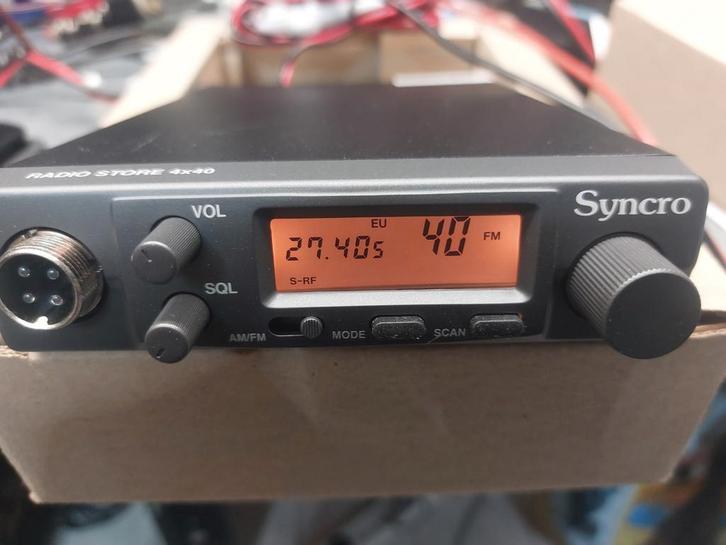 RADIO STORE 4x40
VOL
SQL
EU
27.405
40
FM
S-RF
Syncro
AM/FM
MODE
SCAN